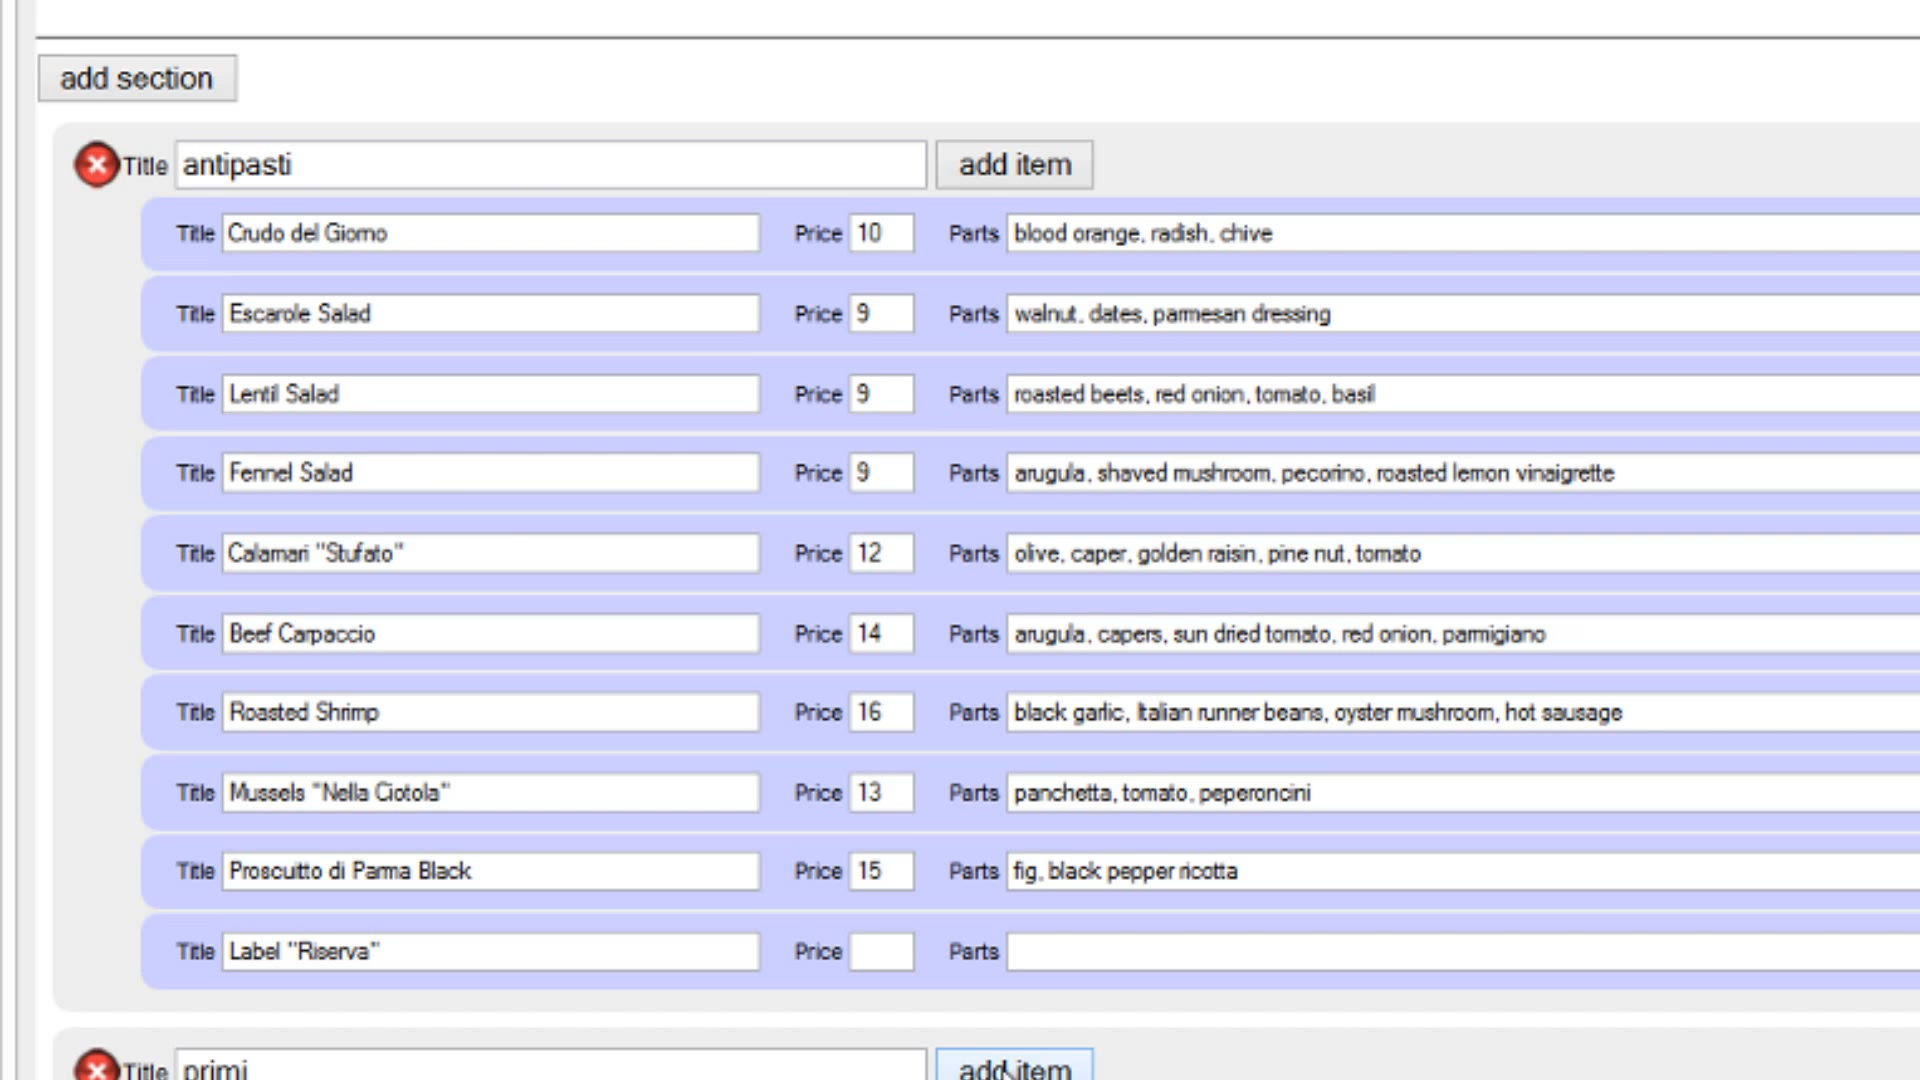 add section
Title antipasti add item
Title Crudo del Giorno Price 10 Parts blood orange, radish, chive
Title Escarole Salad Price 9 Parts walnut, dates, parmesan dressing
Title Lentil Salad Price 9 Parts roasted beets, red onion, tomato, basil
Title Fennel Salad Price 9 Parts arugula, shaved mushroom, pecorino, roasted lemon vinaigrette
Title Calamari "Stufato" Price 12 Parts olive, caper, golden raisin, pine nut, tomato
Title Beef Carpaccio Price 14 Parts arugula, capers, sun dried tomato, red onion, parmigiano
Title Roasted Shrimp Price 16 Parts black garlic, Italian runner beans, oyster mushroom, hot sausage
Title Mussels "Nella Ciotola" Price 13 Parts panchetta, tomato, peperoncini
Title Proscuitto di Parma Black Price 15 Parts fig, black pepper ricotta
Title Label "Riserva" Price Parts
Title primi add item